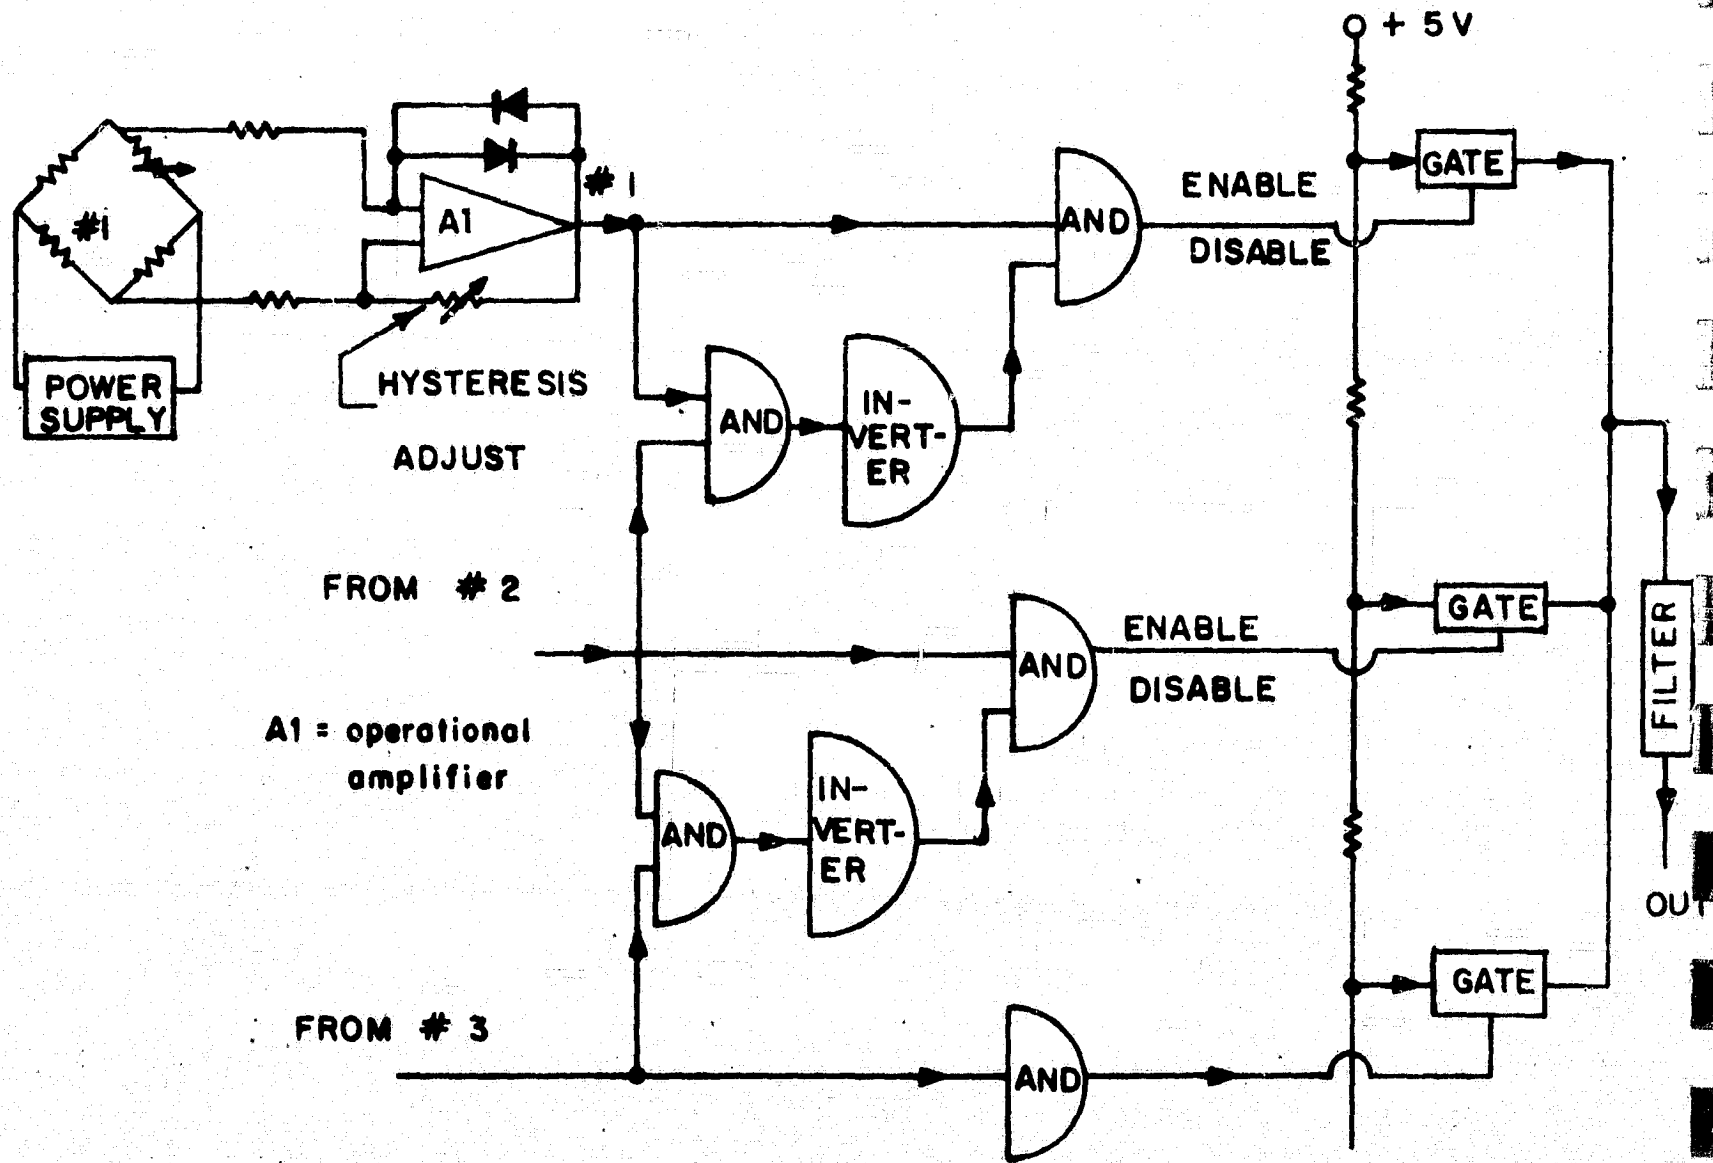 + 5V
GATE
# 1
ENABLE
A1
AND
#1
DISABLE
POWER
SUPPLY
HYSTERESIS
ADJUST
AND
IN-
VERT-
ER
FROM # 2
GATE
ENABLE
AND
DISABLE
FILTER
A1 = operational
amplifier
AND
IN-
VERT-
ER
OUT
GATE
FROM # 3
AND